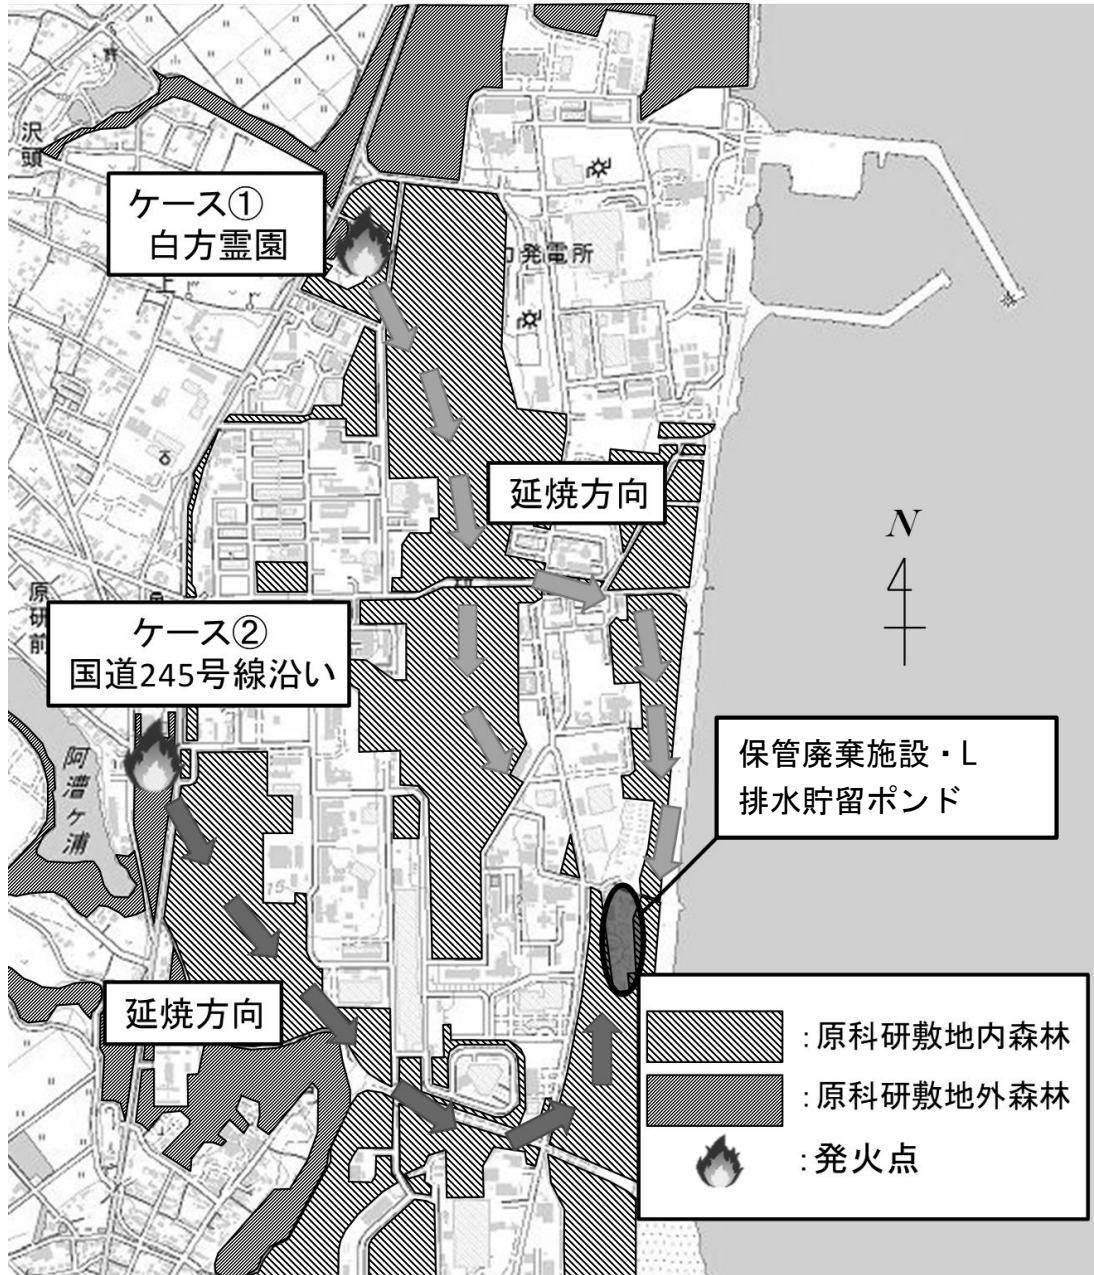 沢頭
ケース①
白方霊園
発電所
延焼方向
N
原研前
ケース②
国道245号線沿い
阿漕ヶ浦
保管廃棄施設・L
排水貯留ポンド
15
延焼方向
:原科研敷地内森林
:原科研敷地外森林
:発火点